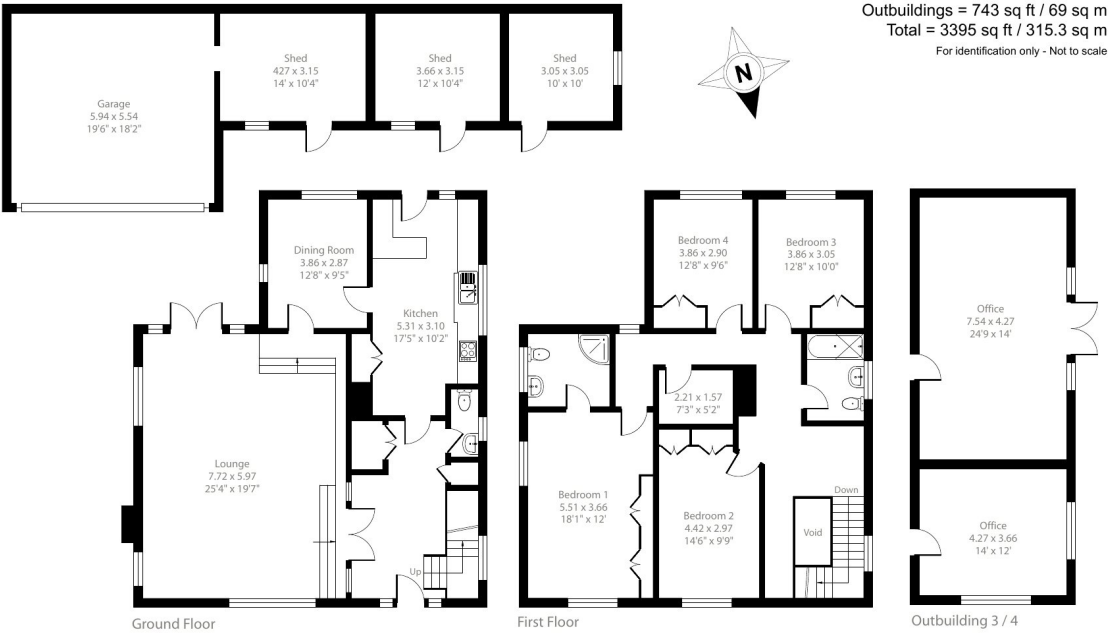 Outbuildings = 743 sq ft / 69 sq m
Total = 3395 sq ft / 315.3 sq m
For identification only - Not to scale
N
Garage
5.94 x 5.54
19'6" x 18'2"
Shed
427 x 3.15
14' x 10'4"
Shed
3.66 x 3.15
12' x 10'4"
Shed
3.05 x 3.05
10' x 10'
Dining Room
3.86 x 2.87
12'8" x 9'5"
Kitchen
5.31 x 3.10
17'5" x 10'2"
Lounge
7.72 x 5.97
25'4" x 19'7"
Up
Ground Floor
Bedroom 4
3.86 x 2.90
12'8" x 9'6"
Bedroom 3
3.86 x 3.05
12'8" x 10'0"
2.21 x 1.57
7'3" x 5'2"
Bedroom 1
5.51 x 3.66
18'1" x 12'
Bedroom 2
4.42 x 2.97
14'6" x 9'9"
Down
Void
First Floor
Office
7.54 x 4.27
24'9 x 14'
Office
4.27 x 3.66
14' x 12'
Outbuilding 3 / 4